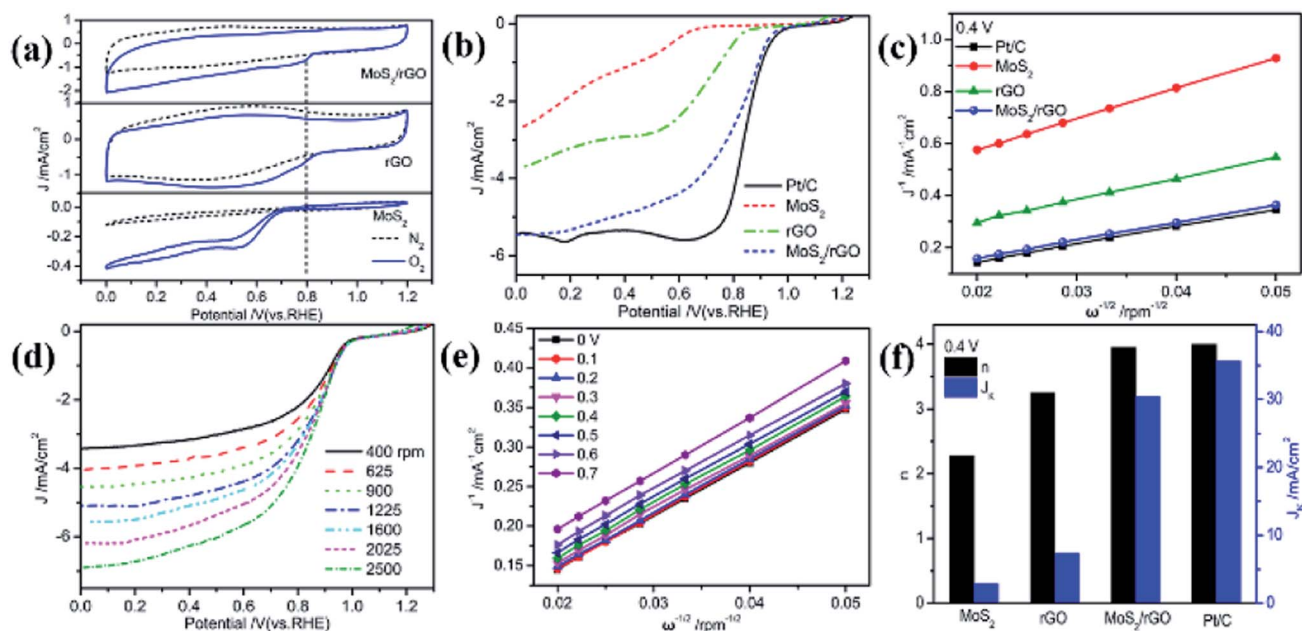 (a)
1
0
-1
-2
MoS2/rGO
1
0
-1
rGO
0.0
-0.2
-0.4
MoS2
N2
O2
J /mA/cm2
0.0 0.2 0.4 0.6 0.8 1.0 1.2
Potential /V(vs.RHE)
(b)
0
-2
-4
-6
J /mA/cm2
Pt/C
MoS2
rGO
MoS2/rGO
0.0 0.2 0.4 0.6 0.8 1.0 1.2
Potential /V(vs.RHE)
(c)
0.4 V
Pt/C
MoS2
rGO
MoS2/rGO
1.0
0.8
0.6
0.4
0.2
J-1 /mA-1cm2
0.02 0.03 0.04 0.05
ω-1/2 /rpm-1/2
(d)
0
-2
-4
-6
J /mA/cm2
400 rpm
625
900
1225
1600
2025
2500
0.0 0.2 0.4 0.6 0.8 1.0 1.2
Potential /V(vs.RHE)
(e)
0.45
0.40
0.35
0.30
0.25
0.20
0.15
J-1 /mA-1cm2
0 V
0.1
0.2
0.3
0.4
0.5
0.6
0.7
0.02 0.03 0.04 0.05
ω-1/2 /rpm-1/2
(f)
0.4 V
n
JK
4
3
2
1
0
n
40
35
30
25
20
15
10
5
0
JK /mA/cm2
MoS2 rGO MoS2/rGO Pt/C